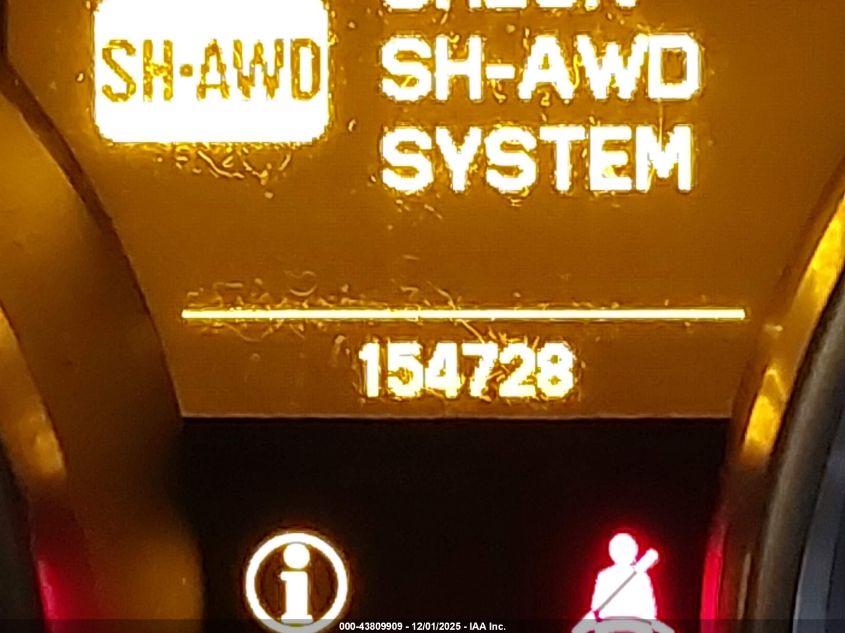 SH-AWD
SH-AWD
SYSTEM
154728
000-43809909 - 12/01/2025 - IAA Inc.